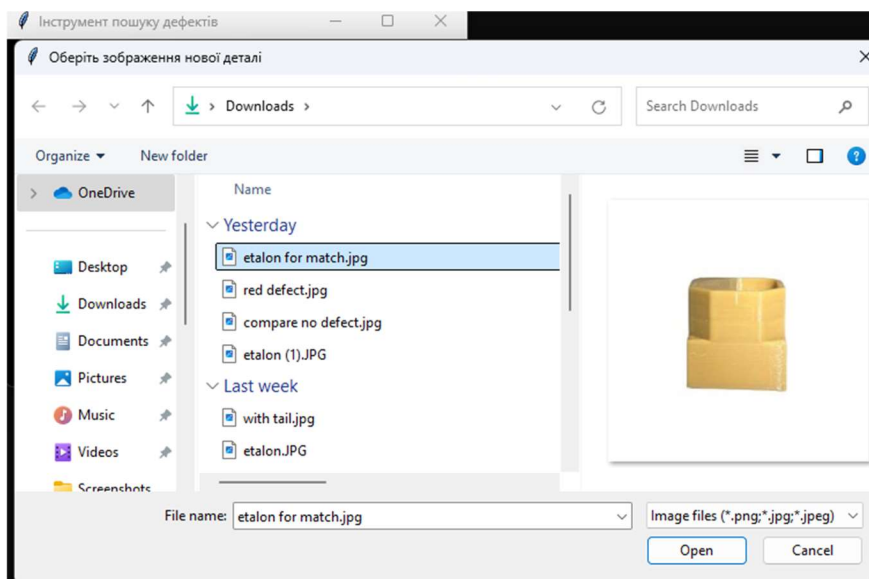 Інструмент пошуку дефектів
Оберіть зображення нової деталі
Downloads
Search Downloads
Organize
New folder
OneDrive
Desktop
Downloads
Documents
Pictures
Music
Videos
Screenshots
Name
Yesterday
etalon for match.jpg
red defect.jpg
compare no defect.jpg
etalon (1).JPG
Last week
with tail.jpg
etalon.JPG
File name: etalon for match.jpg
Image files (*.png;*.jpg;*.jpeg)
Open
Cancel